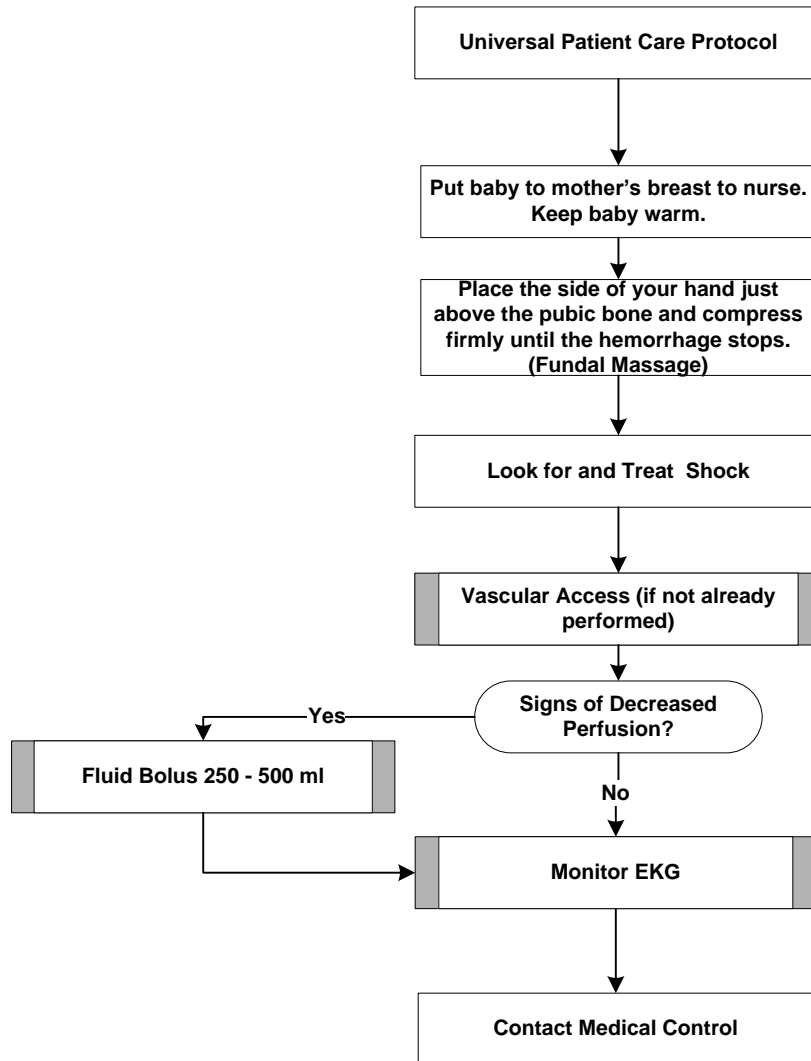 Universal Patient Care Protocol
Put baby to mother's breast to nurse.
Keep baby warm.
Place the side of your hand just
above the pubic bone and compress
firmly until the hemorrhage stops.
(Fundal Massage)
Look for and Treat  Shock
Vascular Access (if not already
performed)
Signs of Decreased
Perfusion?
Yes
Fluid Bolus 250 - 500 ml
No
Monitor EKG
Contact Medical Control